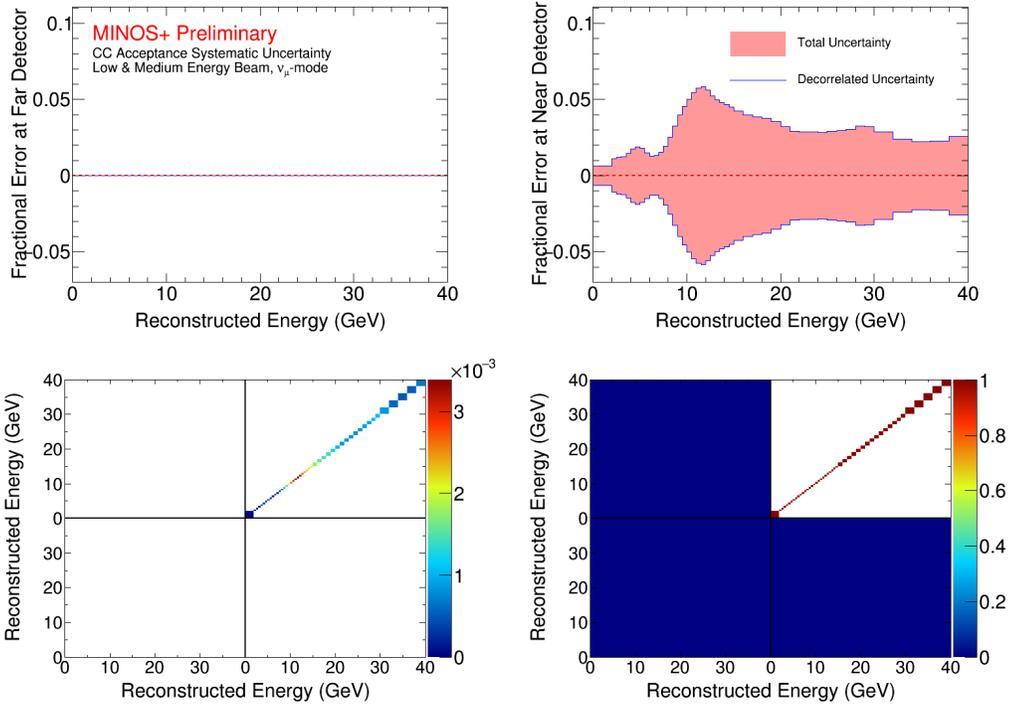 0.1
0.05
0
-0.05
Fractional Error at Far Detector
MINOS+ Preliminary
CC Acceptance Systematic Uncertainty
Low & Medium Energy Beam, νμ-mode
0 10 20 30 40
Reconstructed Energy (GeV)
0.1
0.05
0
-0.05
Fractional Error at Near Detector
Total Uncertainty
Decorrelated Uncertainty
0 10 20 30 40
Reconstructed Energy (GeV)
×10⁻³
40
30
20
10
0
30
20
10
0
Reconstructed Energy (GeV)
0 10 20 30 0 10 20 30 40
Reconstructed Energy (GeV)
3
2
1
0
40
30
20
10
0
30
20
10
0
Reconstructed Energy (GeV)
0 10 20 30 0 10 20 30 40
Reconstructed Energy (GeV)
1
0.8
0.6
0.4
0.2
0